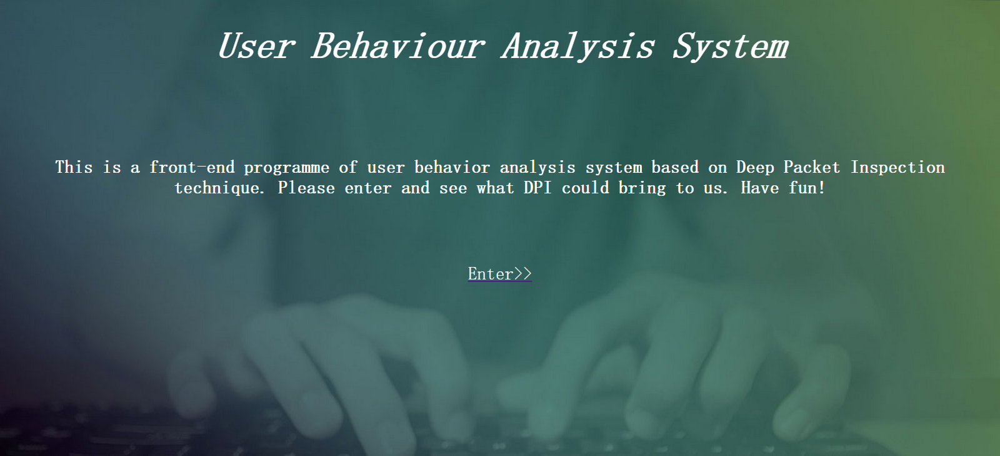 User Behaviour Analysis System
This is a front-end programme of user behavior analysis system based on Deep Packet Inspection
technique. Please enter and see what DPI could bring to us. Have fun!
Enter>>